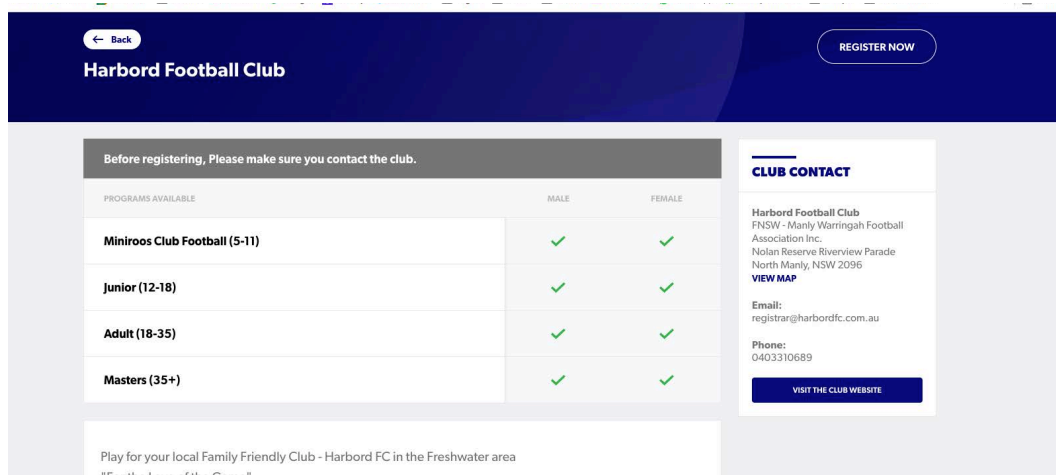 ← Back
REGISTER NOW
Harbord Football Club
Before registering, Please make sure you contact the club.
PROGRAMS AVAILABLE MALE FEMALE
Miniroos Club Football (5-11)
Junior (12-18)
Adult (18-35)
Masters (35+)
CLUB CONTACT
Harbord Football Club
FNSW - Manly Warringah Football
Association Inc.
Nolan Reserve Riverview Parade
North Manly, NSW 2096
VIEW MAP
Email:
registrar@harbordfc.com.au
Phone:
0403310689
VISIT THE CLUB WEBSITE
Play for your local Family Friendly Club - Harbord FC in the Freshwater area